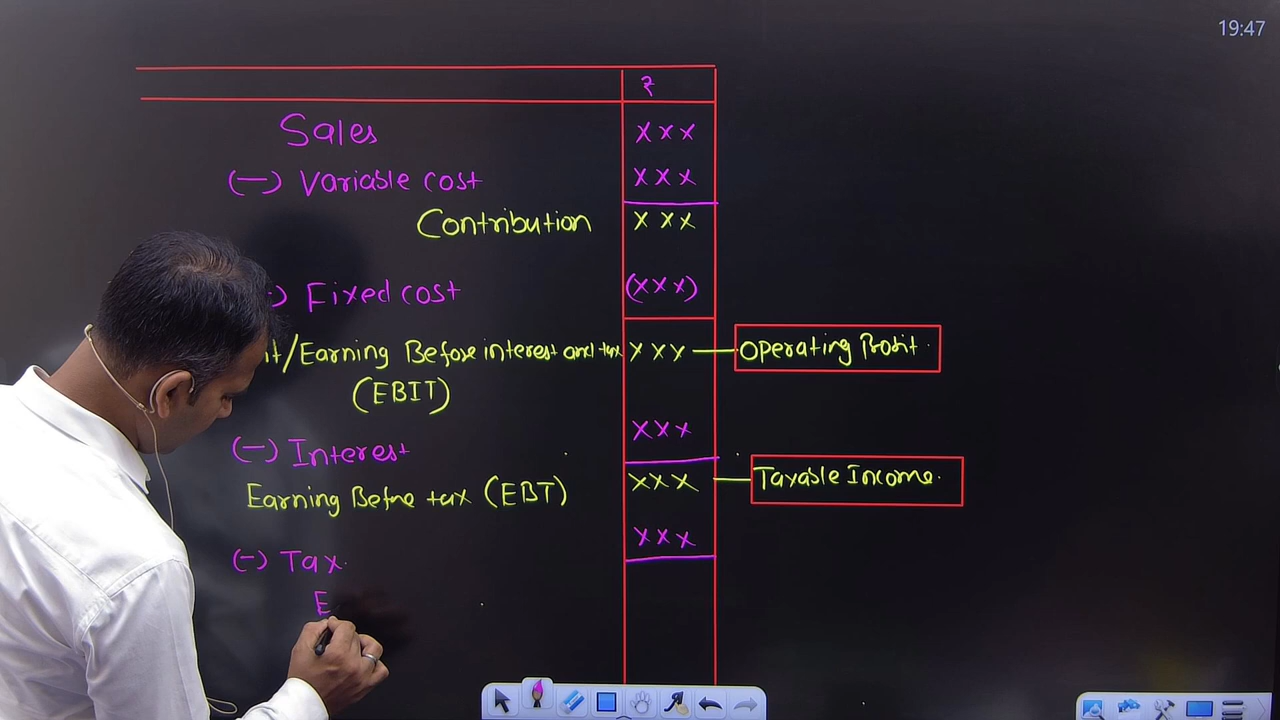 19:47
₹
Sales XXX
(-) Variable cost XXX
Contribution XXX
) Fixed cost (XXX)
it/Earning Before interest and tax XXX Operating Profit.
(EBIT)
(-) Interest XXX
Earning Before tax (EBT) XXX Taxable Income.
(-) Tax. XXX
E